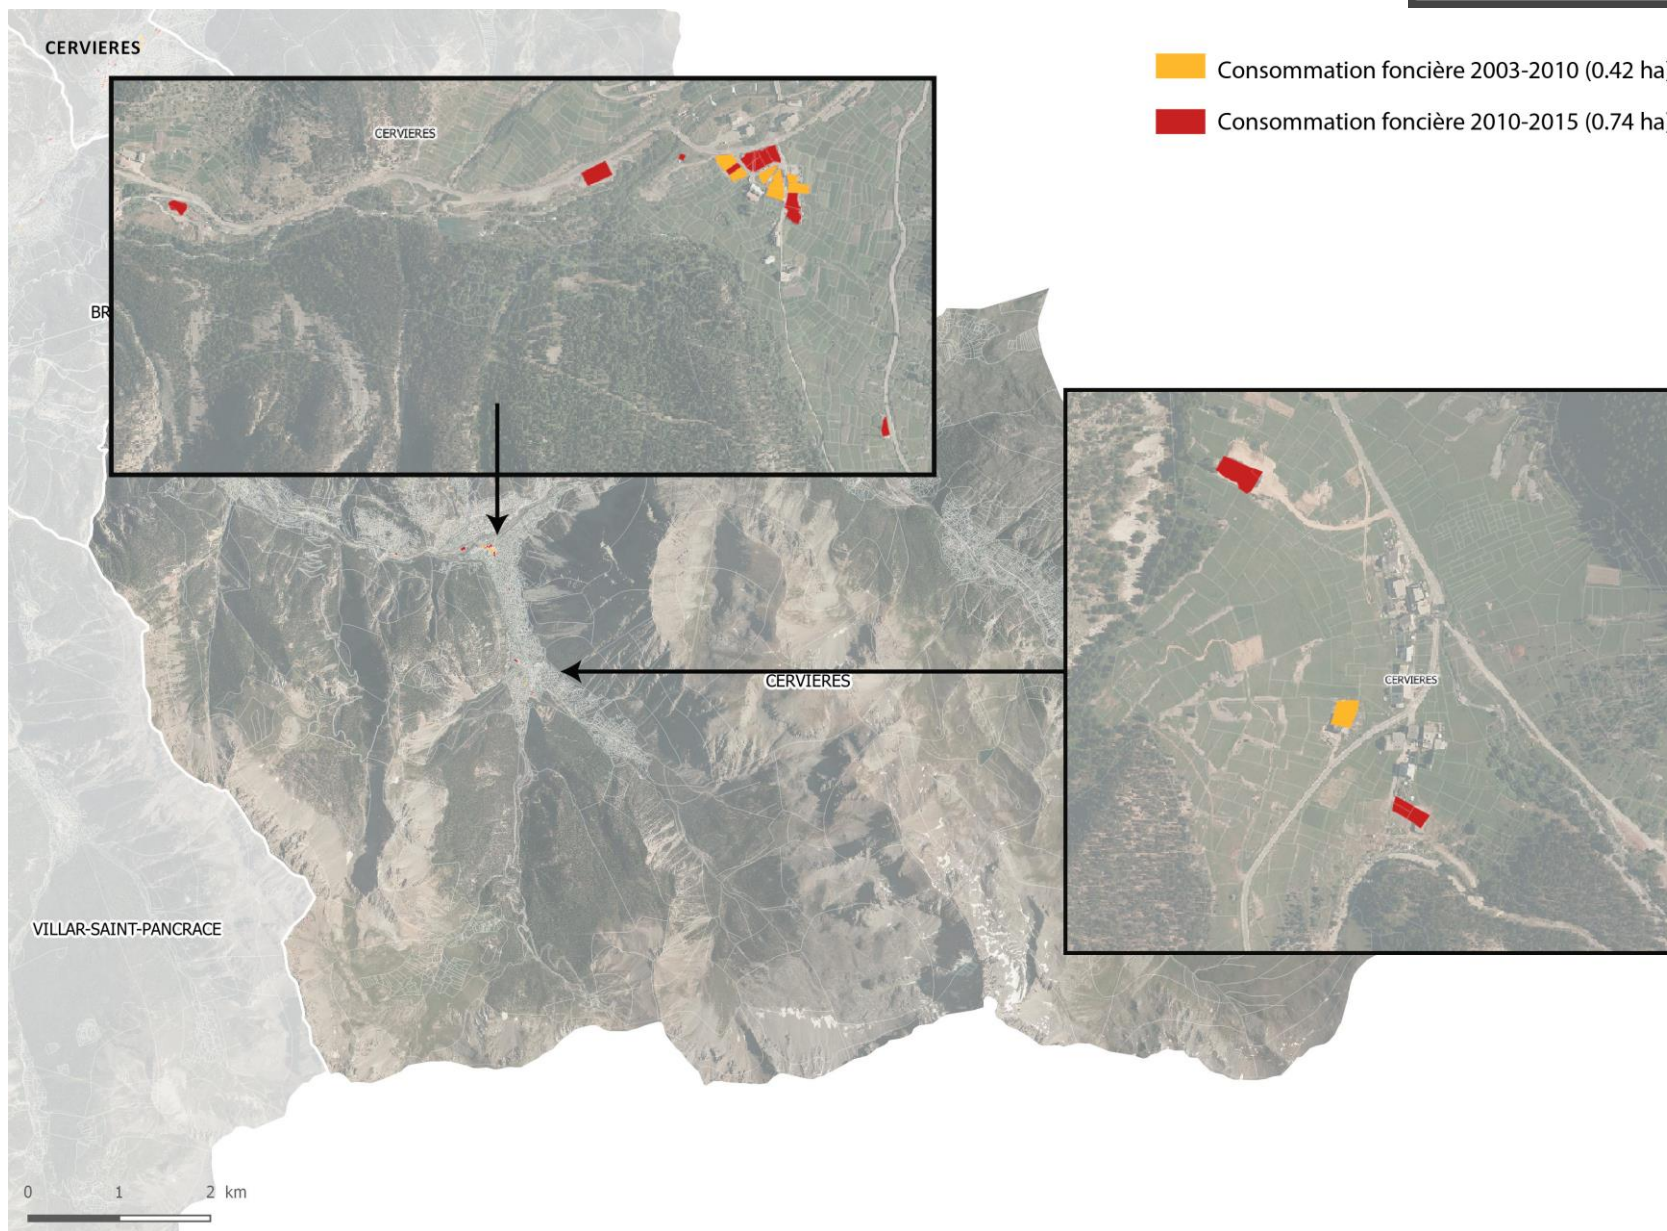 CERVIERES
Consommation foncière 2003-2010 (0.42 ha)
Consommation foncière 2010-2015 (0.74 ha)
CERVIERES
BR
CERVIERES
CERVIERES
VILLAR-SAINT-PANCRACE
0 1 2 km